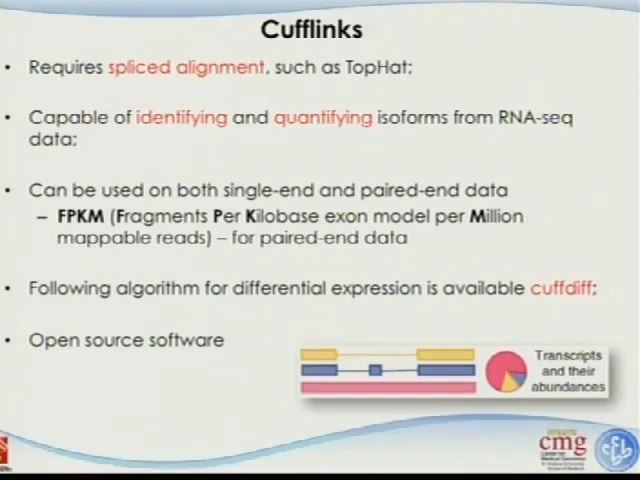 Cufflinks
• Requires spliced alignment, such as TopHat;
• Capable of identifying and quantifying isoforms from RNA-seq
data;
• Can be used on both single-end and paired-end data
– FPKM (Fragments Per Kilobase exon model per Million
mappable reads) – for paired-end data
• Following algorithm for differential expression is available cuffdiff;
• Open source software
Transcripts
and their
abundances
cmg